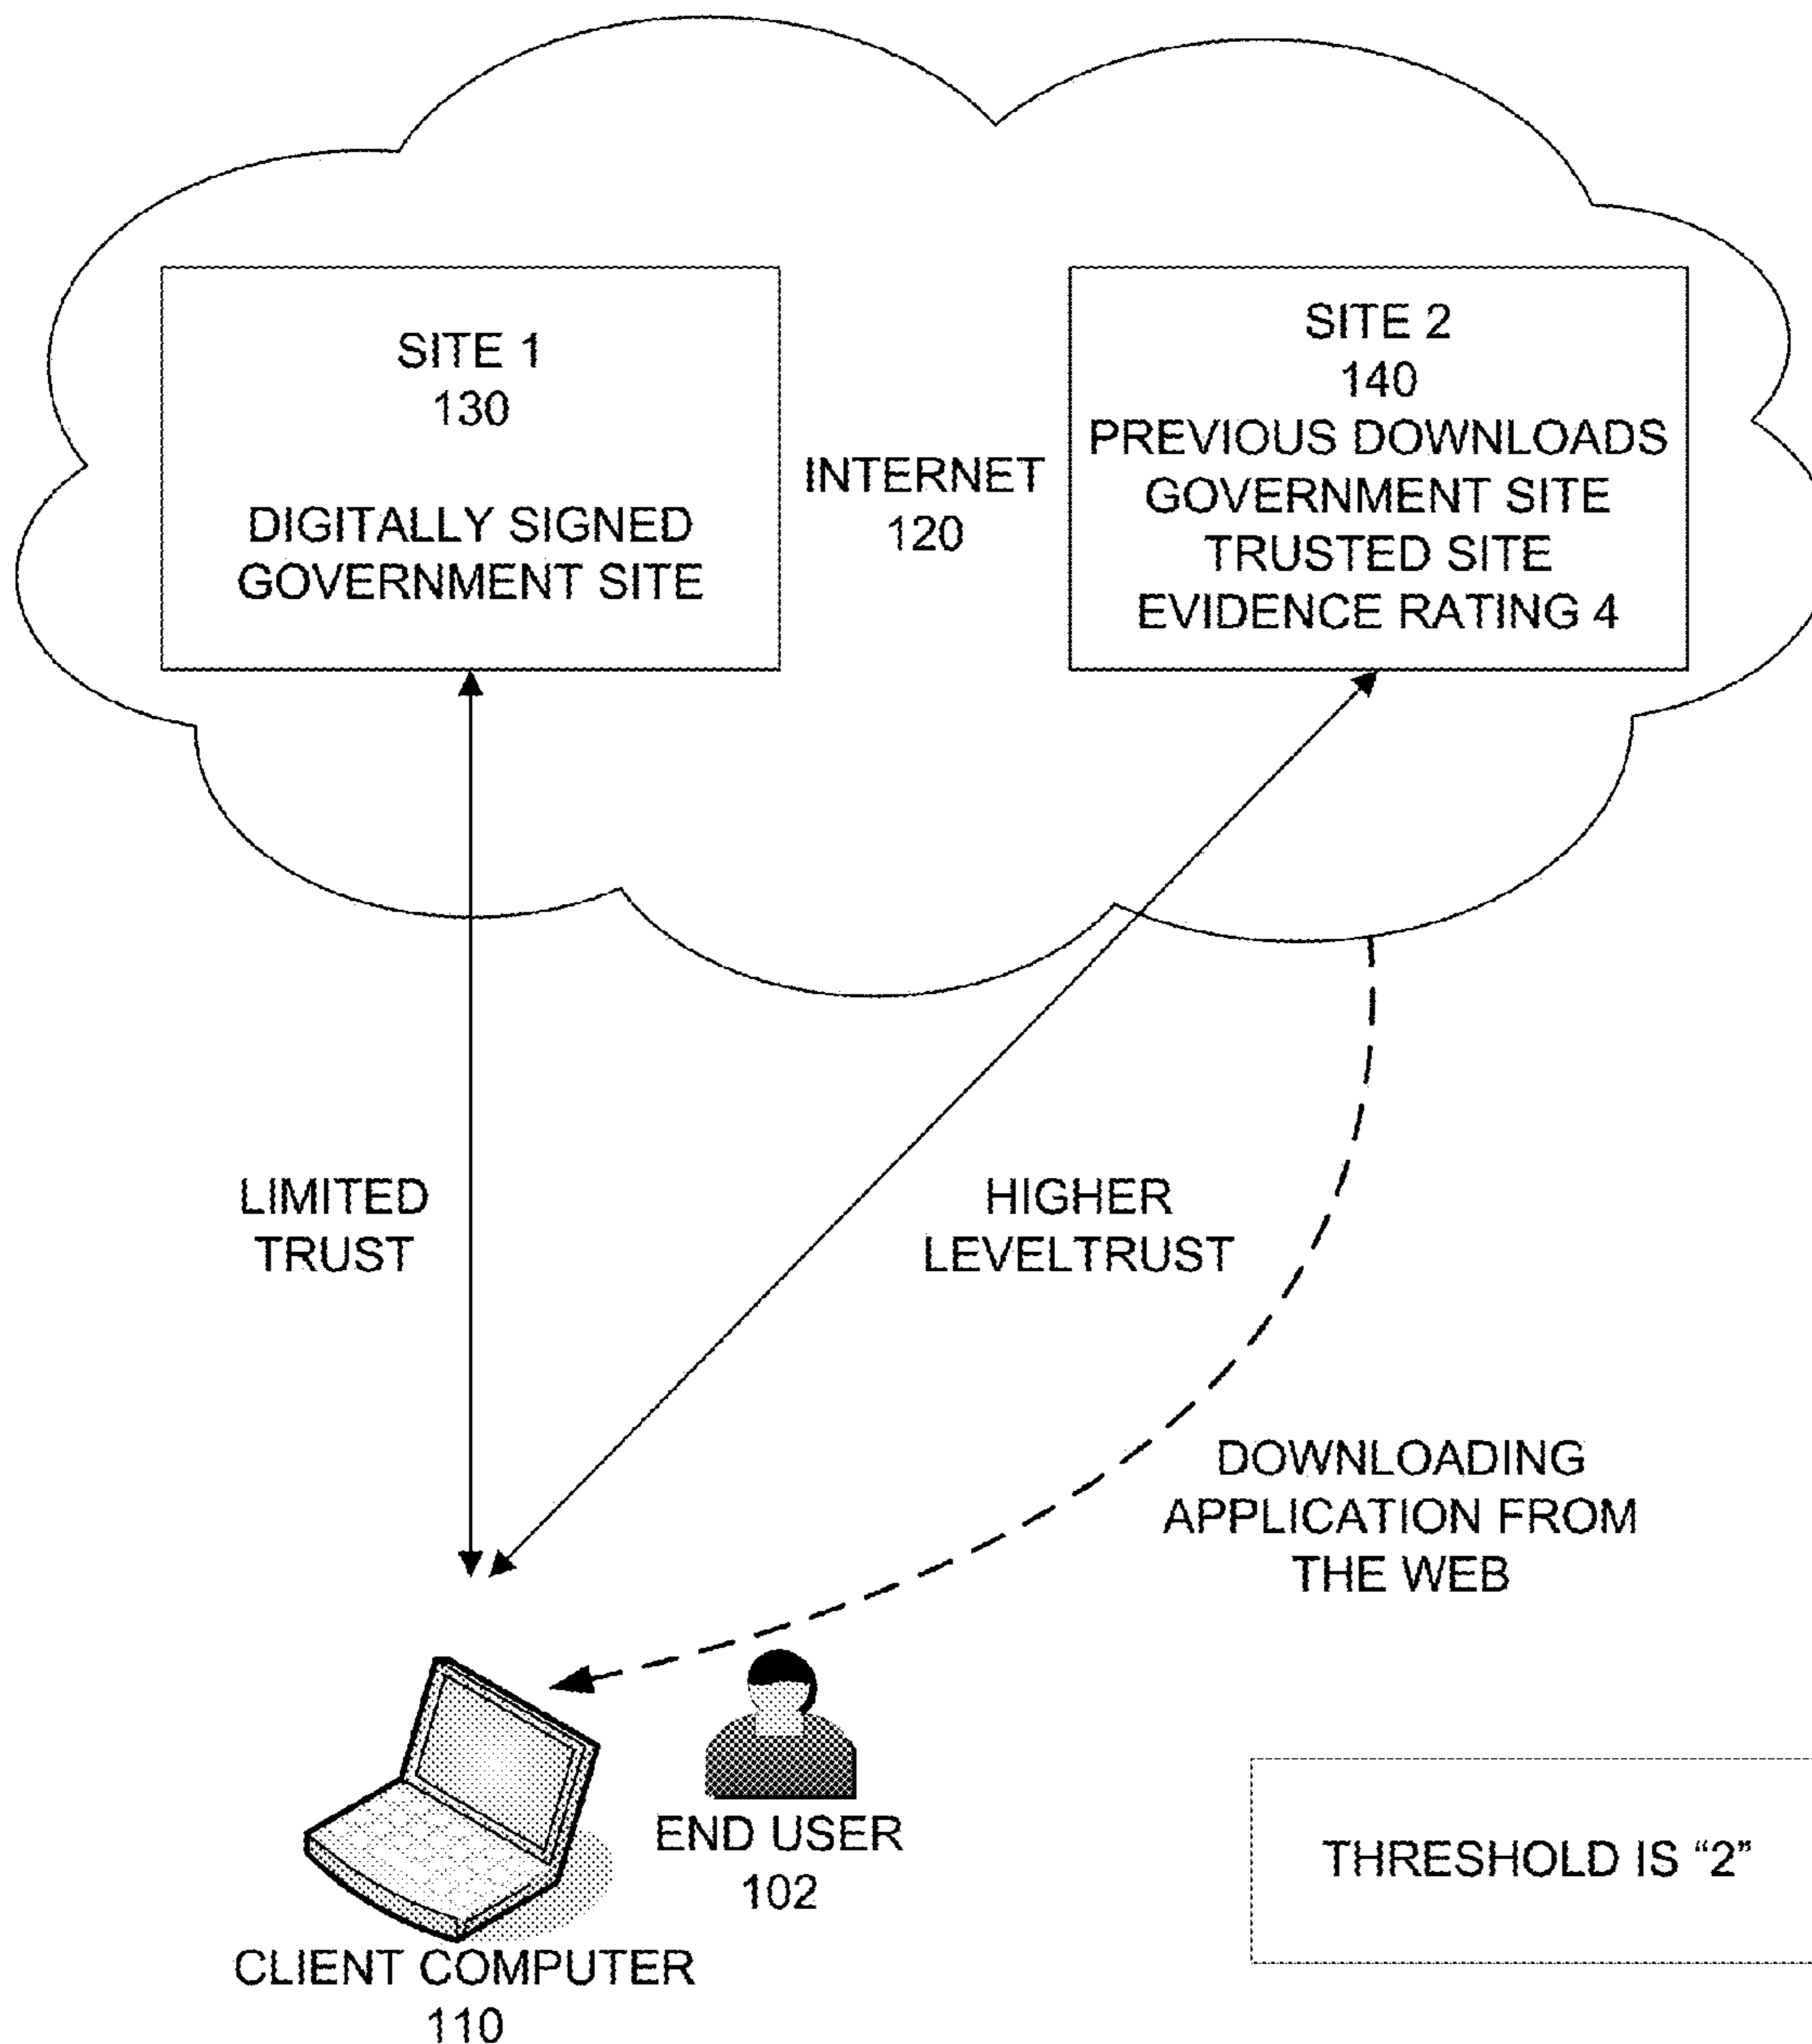 SITE 1
130
DIGITALLY SIGNED
GOVERNMENT SITE
INTERNET
120
SITE 2
140
PREVIOUS DOWNLOADS
GOVERNMENT SITE
TRUSTED SITE
EVIDENCE RATING 4
LIMITED
TRUST
HIGHER
LEVELTRUST
DOWNLOADING
APPLICATION FROM
THE WEB
END USER
102
CLIENT COMPUTER
110
THRESHOLD IS “2”